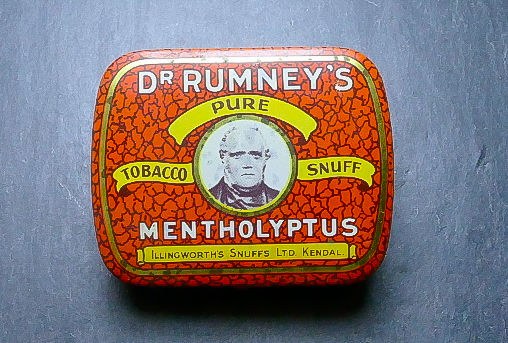 DR RUMNEY'S
PURE
TOBACCO SNUFF
MENTHOLYPTUS
ILLINGWORTH'S SNUFFS LTD. KENDAL.